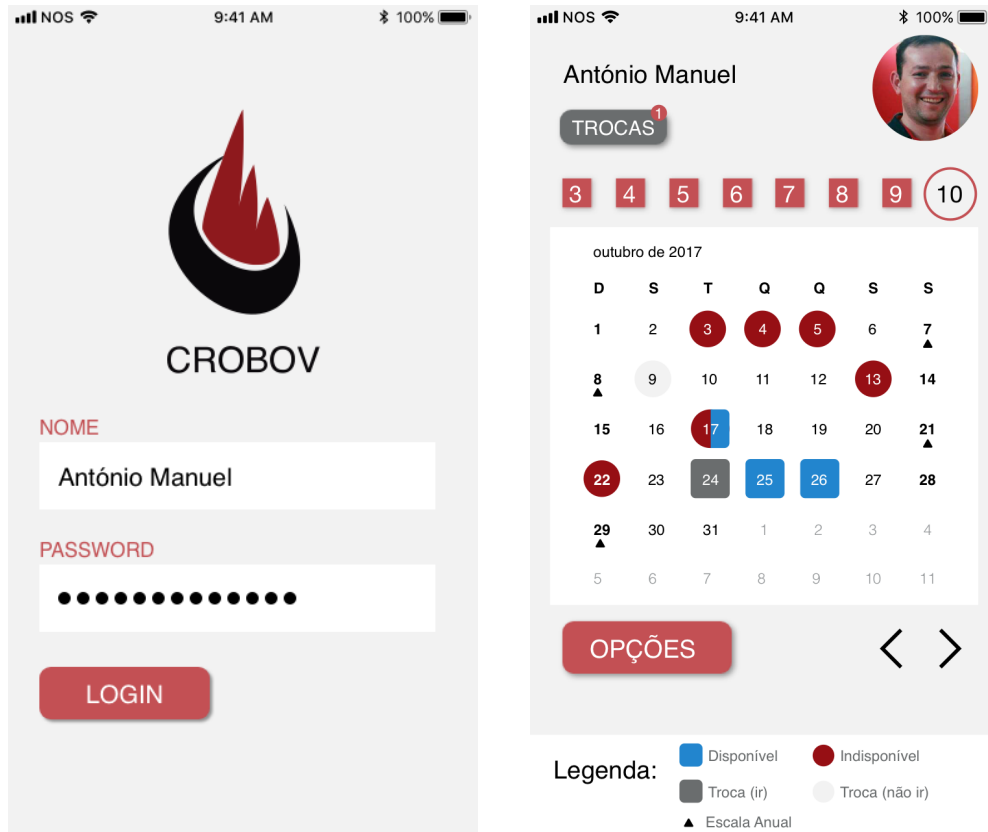 NOS 9:41 AM 100%
CROBOV
NOME
António Manuel
PASSWORD
LOGIN
NOS 9:41 AM 100%
António Manuel
TROCAS 1
3 4 5 6 7 8 9 10
outubro de 2017
D S T Q Q S S
1 2 3 4 5 6 7
8 9 10 11 12 13 14
15 16 17 18 19 20 21
22 23 24 25 26 27 28
29 30 31 1 2 3 4
5 6 7 8 9 10 11
OPÇÕES
Legenda:
Disponível Indisponível
Troca (ir) Troca (não ir)
Escala Anual